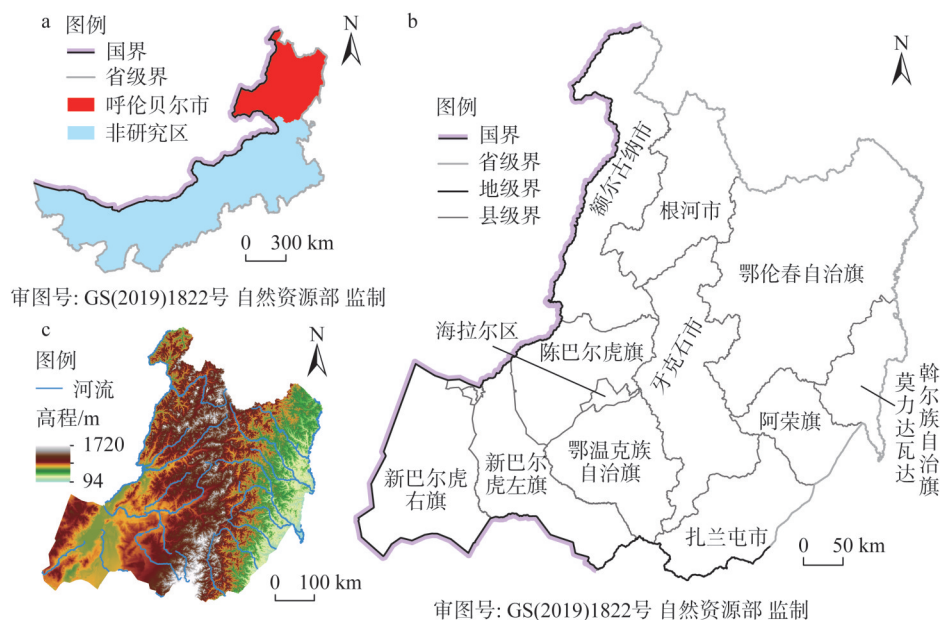 a
图例
国界
省级界
呼伦贝尔市
非研究区
N
0 300 km
审图号: GS(2019)1822号 自然资源部 监制
b
图例
国界
省级界
地级界
县级界
N
额尔古纳市
根河市
鄂伦春自治旗
海拉尔区
陈巴尔虎旗
牙克石市
莫力达瓦达
斡尔族自治旗
阿荣旗
新巴尔虎
右旗
新巴尔
虎左旗
鄂温克族
自治旗
扎兰屯市
0 50 km
审图号: GS(2019)1822号 自然资源部 监制
c
图例
河流
高程/m
1720
94
N
0 100 km